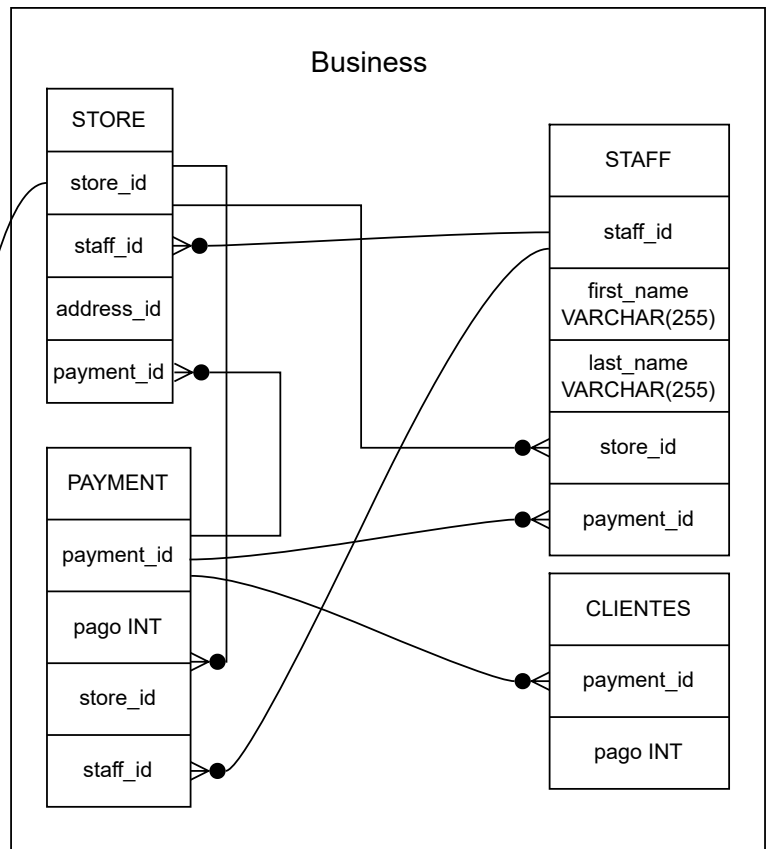 Business
STORE
store_id
staff_id
address_id
payment_id
PAYMENT
payment_id
pago INT
store_id
staff_id
STAFF
staff_id
first_name
VARCHAR(255)
last_name
VARCHAR(255)
store_id
payment_id
CLIENTES
payment_id
pago INT